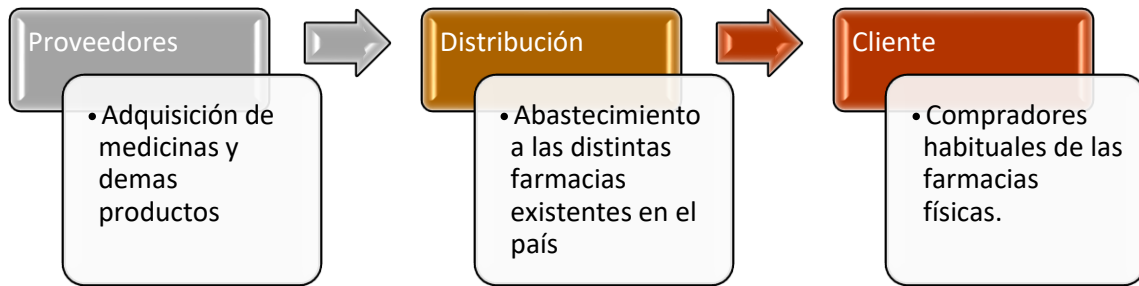 Proveedores
• Adquisición de
medicinas y
demas
productos
Distribución
• Abastecimiento
a las distintas
farmacias
existentes en el
país
Cliente
• Compradores
habituales de las
farmacias
físicas.